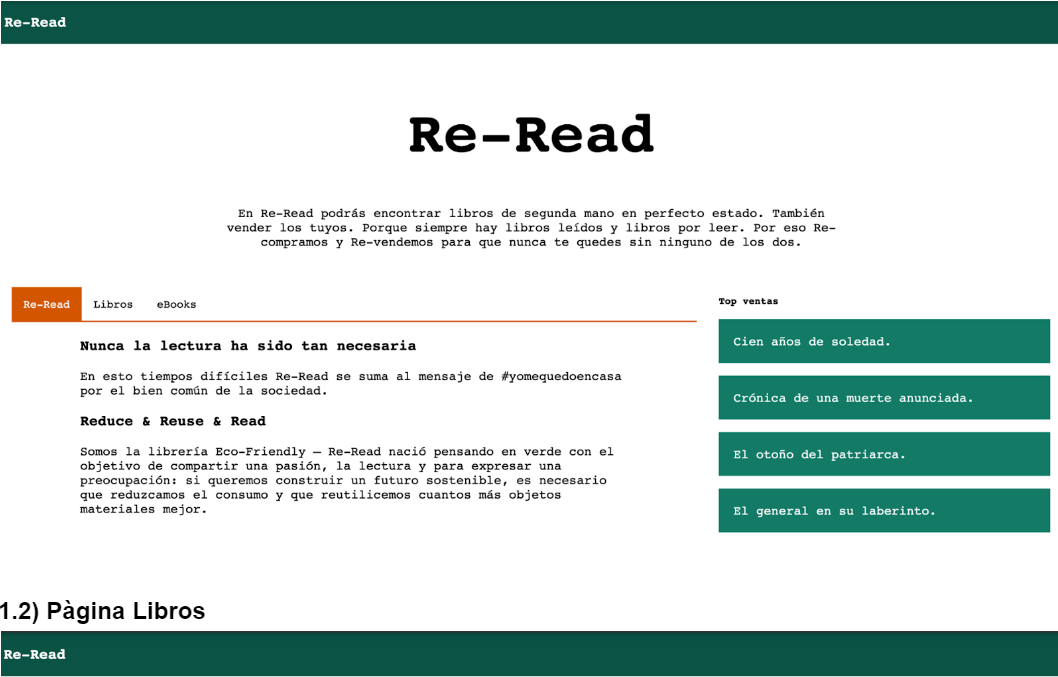 Re-Read
Re-Read
En Re-Read podrás encontrar libros de segunda mano en perfecto estado. También
vender los tuyos. Porque siempre hay libros leídos y libros por leer. Por eso Re-
compramos y Re-vendemos para que nunca te quedes sin ninguno de los dos.
Re-Read Libros eBooks
Nunca la lectura ha sido tan necesaria
En esto tiempos difíciles Re-Read se suma al mensaje de #yomequedoencasa
por el bien común de la sociedad.
Reduce & Reuse & Read
Somos la librería Eco-Friendly — Re-Read nació pensando en verde con el
objetivo de compartir una pasión, la lectura y para expresar una
preocupación: si queremos construir un futuro sostenible, es necesario
que reduzcamos el consumo y que reutilicemos cuantos más objetos
materiales mejor.
Top ventas
Cien años de soledad.
Crónica de una muerte anunciada.
El otoño del patriarca.
El general en su laberinto.
1.2) Pàgina Libros
Re-Read